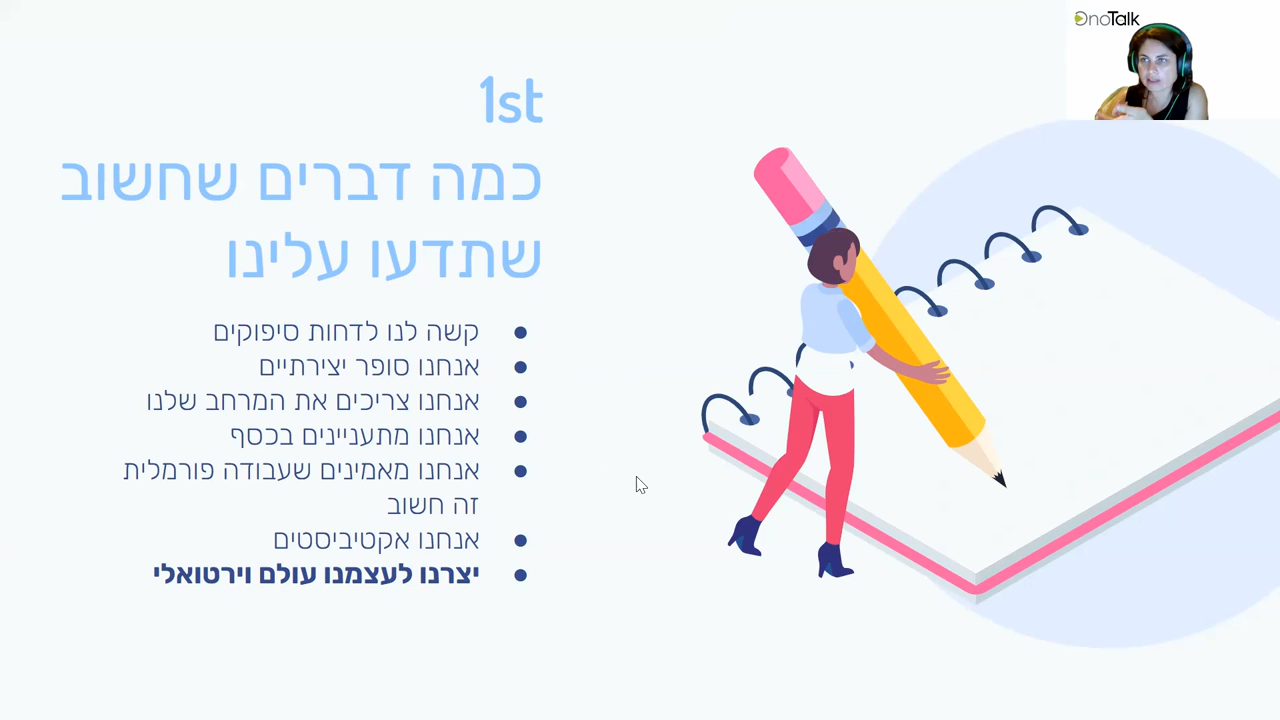 OnoTalk
1st
כמה דברים שחשוב
שתדעו עלינו
● קשה לנו לדחות סיפוקים
● אנחנו סופר יצירתיים
● אנחנו צריכים את המרחב שלנו
● אנחנו מתעניינים בכסף
● אנחנו מאמינים שעבודה פורמלית
זה חשוב
● אנחנו אקטיביסטים
● יצרנו לעצמנו עולם וירטואלי